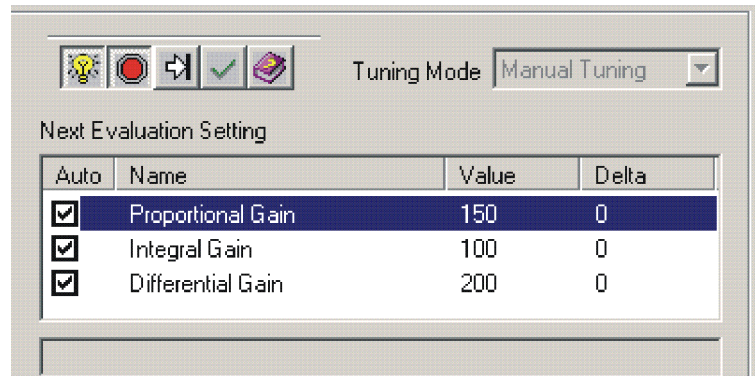 Tuning Mode Manual Tuning
Next Evaluation Setting
Auto Name Value Delta
Proportional Gain 150 0
Integral Gain 100 0
Differential Gain 200 0